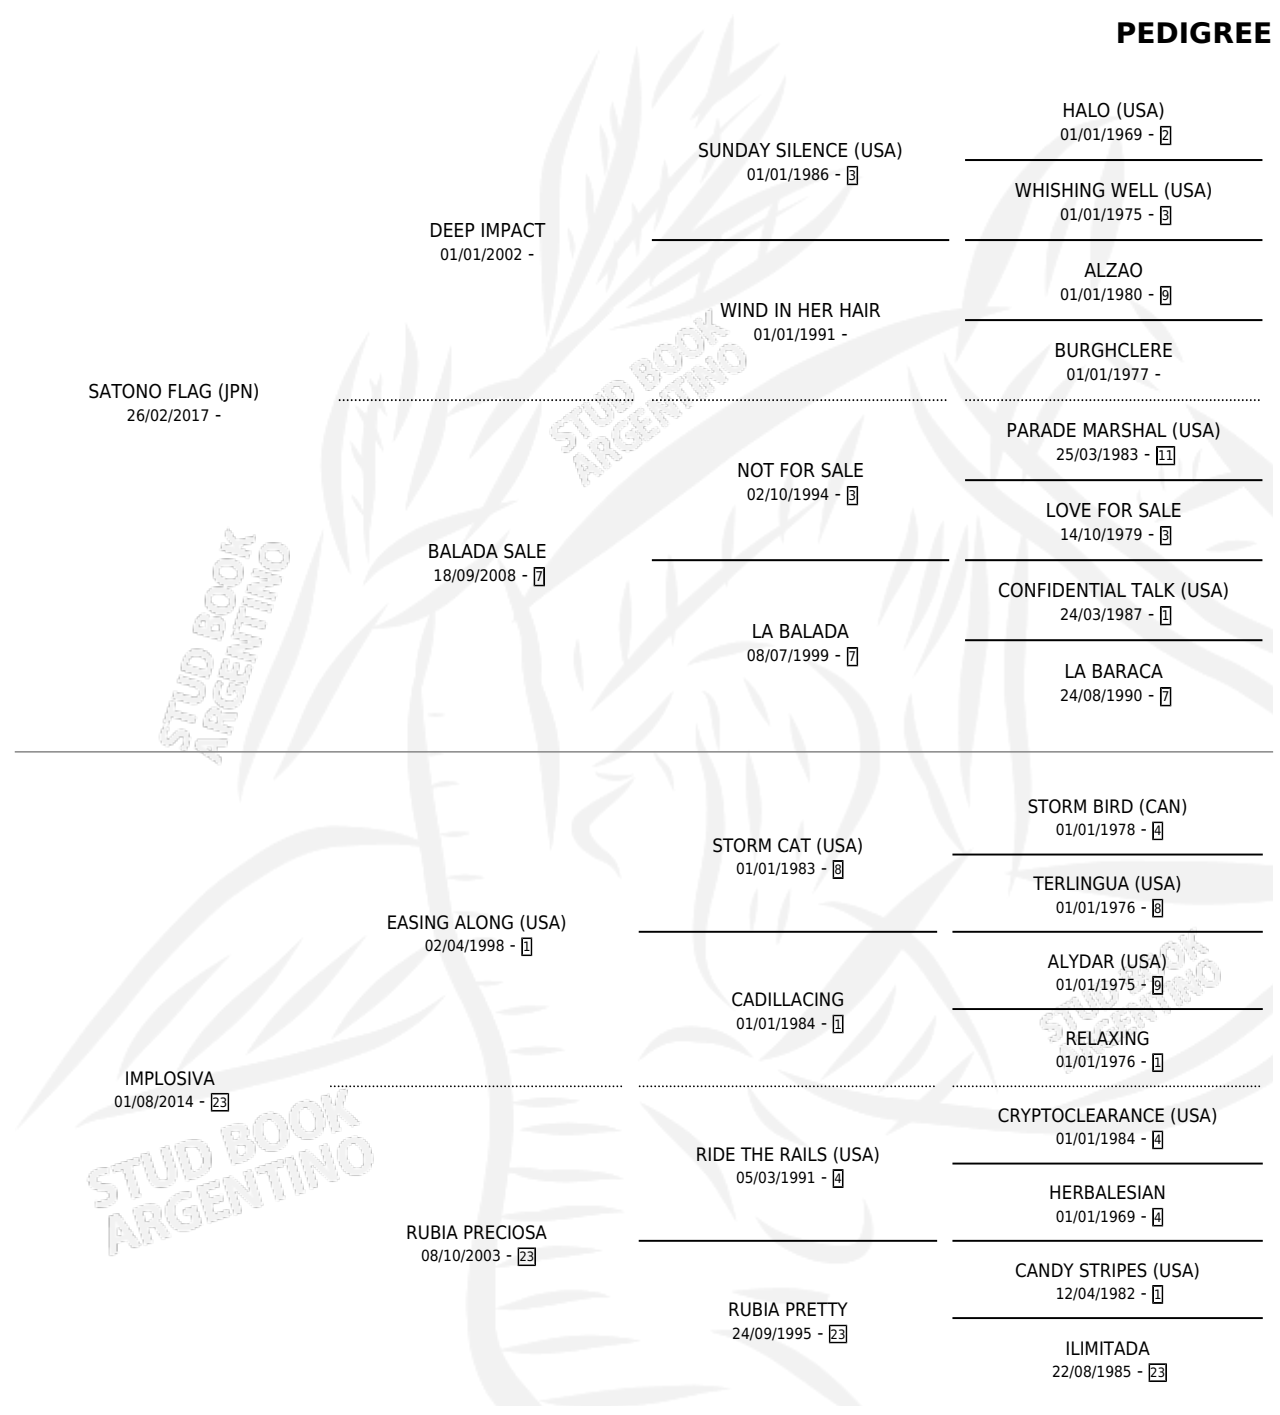 PEDIGREE
HALO (USA)
01/01/1969 - 2
SUNDAY SILENCE (USA)
01/01/1986 - 3
WHISHING WELL (USA)
01/01/1975 - 3
DEEP IMPACT
01/01/2002 -
ALZAO
01/01/1980 - 9
WIND IN HER HAIR
01/01/1991 -
BURGHCLERE
01/01/1977 -
SATONO FLAG (JPN)
26/02/2017 -
PARADE MARSHAL (USA)
25/03/1983 - 11
NOT FOR SALE
02/10/1994 - 3
LOVE FOR SALE
14/10/1979 - 3
BALADA SALE
18/09/2008 - 7
CONFIDENTIAL TALK (USA)
24/03/1987 - 1
LA BALADA
08/07/1999 - 7
LA BARACA
24/08/1990 - 7
STORM BIRD (CAN)
01/01/1978 - 4
STORM CAT (USA)
01/01/1983 - 8
TERLINGUA (USA)
01/01/1976 - 8
EASING ALONG (USA)
02/04/1998 - 1
ALYDAR (USA)
01/01/1975 - 9
CADILLACING
01/01/1984 - 1
RELAXING
01/01/1976 - 1
IMPLOSIVA
01/08/2014 - 23
CRYPTOCLEARANCE (USA)
01/01/1984 - 4
RIDE THE RAILS (USA)
05/03/1991 - 4
HERBALESIAN
01/01/1969 - 4
RUBIA PRECIOSA
08/10/2003 - 23
CANDY STRIPES (USA)
12/04/1982 - 1
RUBIA PRETTY
24/09/1995 - 23
ILIMITADA
22/08/1985 - 23
STUD BOOK
ARGENTINO
STUD BOOK
ARGENTINO
STUD BOOK
ARGENTINO
STUD BOOK
ARGENTINO